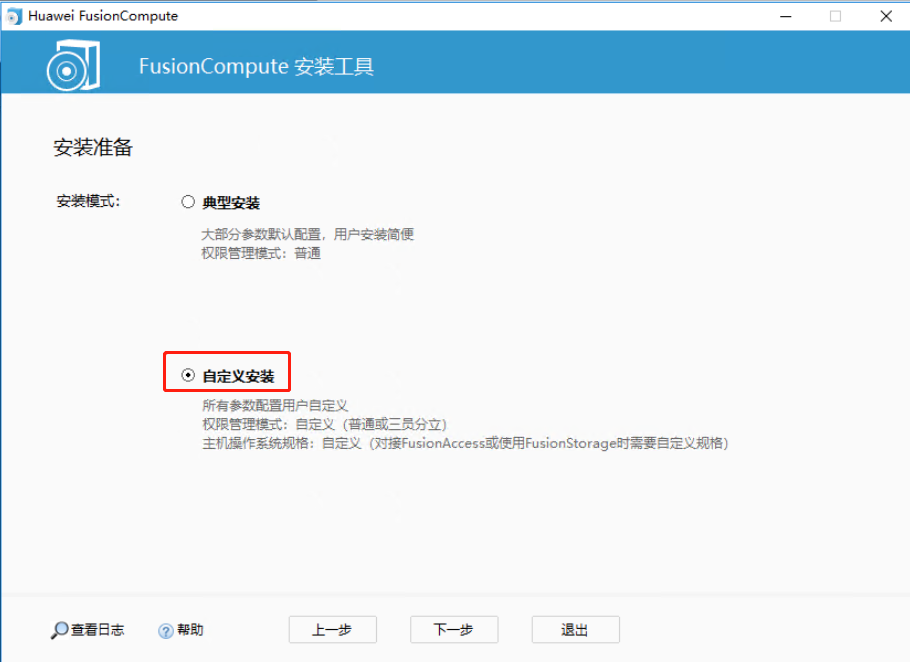 Huawei FusionCompute
FusionCompute 安装工具
安装准备
安装模式：
典型安装
大部分参数默认配置，用户安装简便
权限管理模式：普通
自定义安装
所有参数配置用户自定义
权限管理模式：自定义（普通或三员分立）
主机操作系统规格：自定义（对接FusionAccess或使用FusionStorage时需要自定义规格）
查看日志 帮助 上一步 下一步 退出